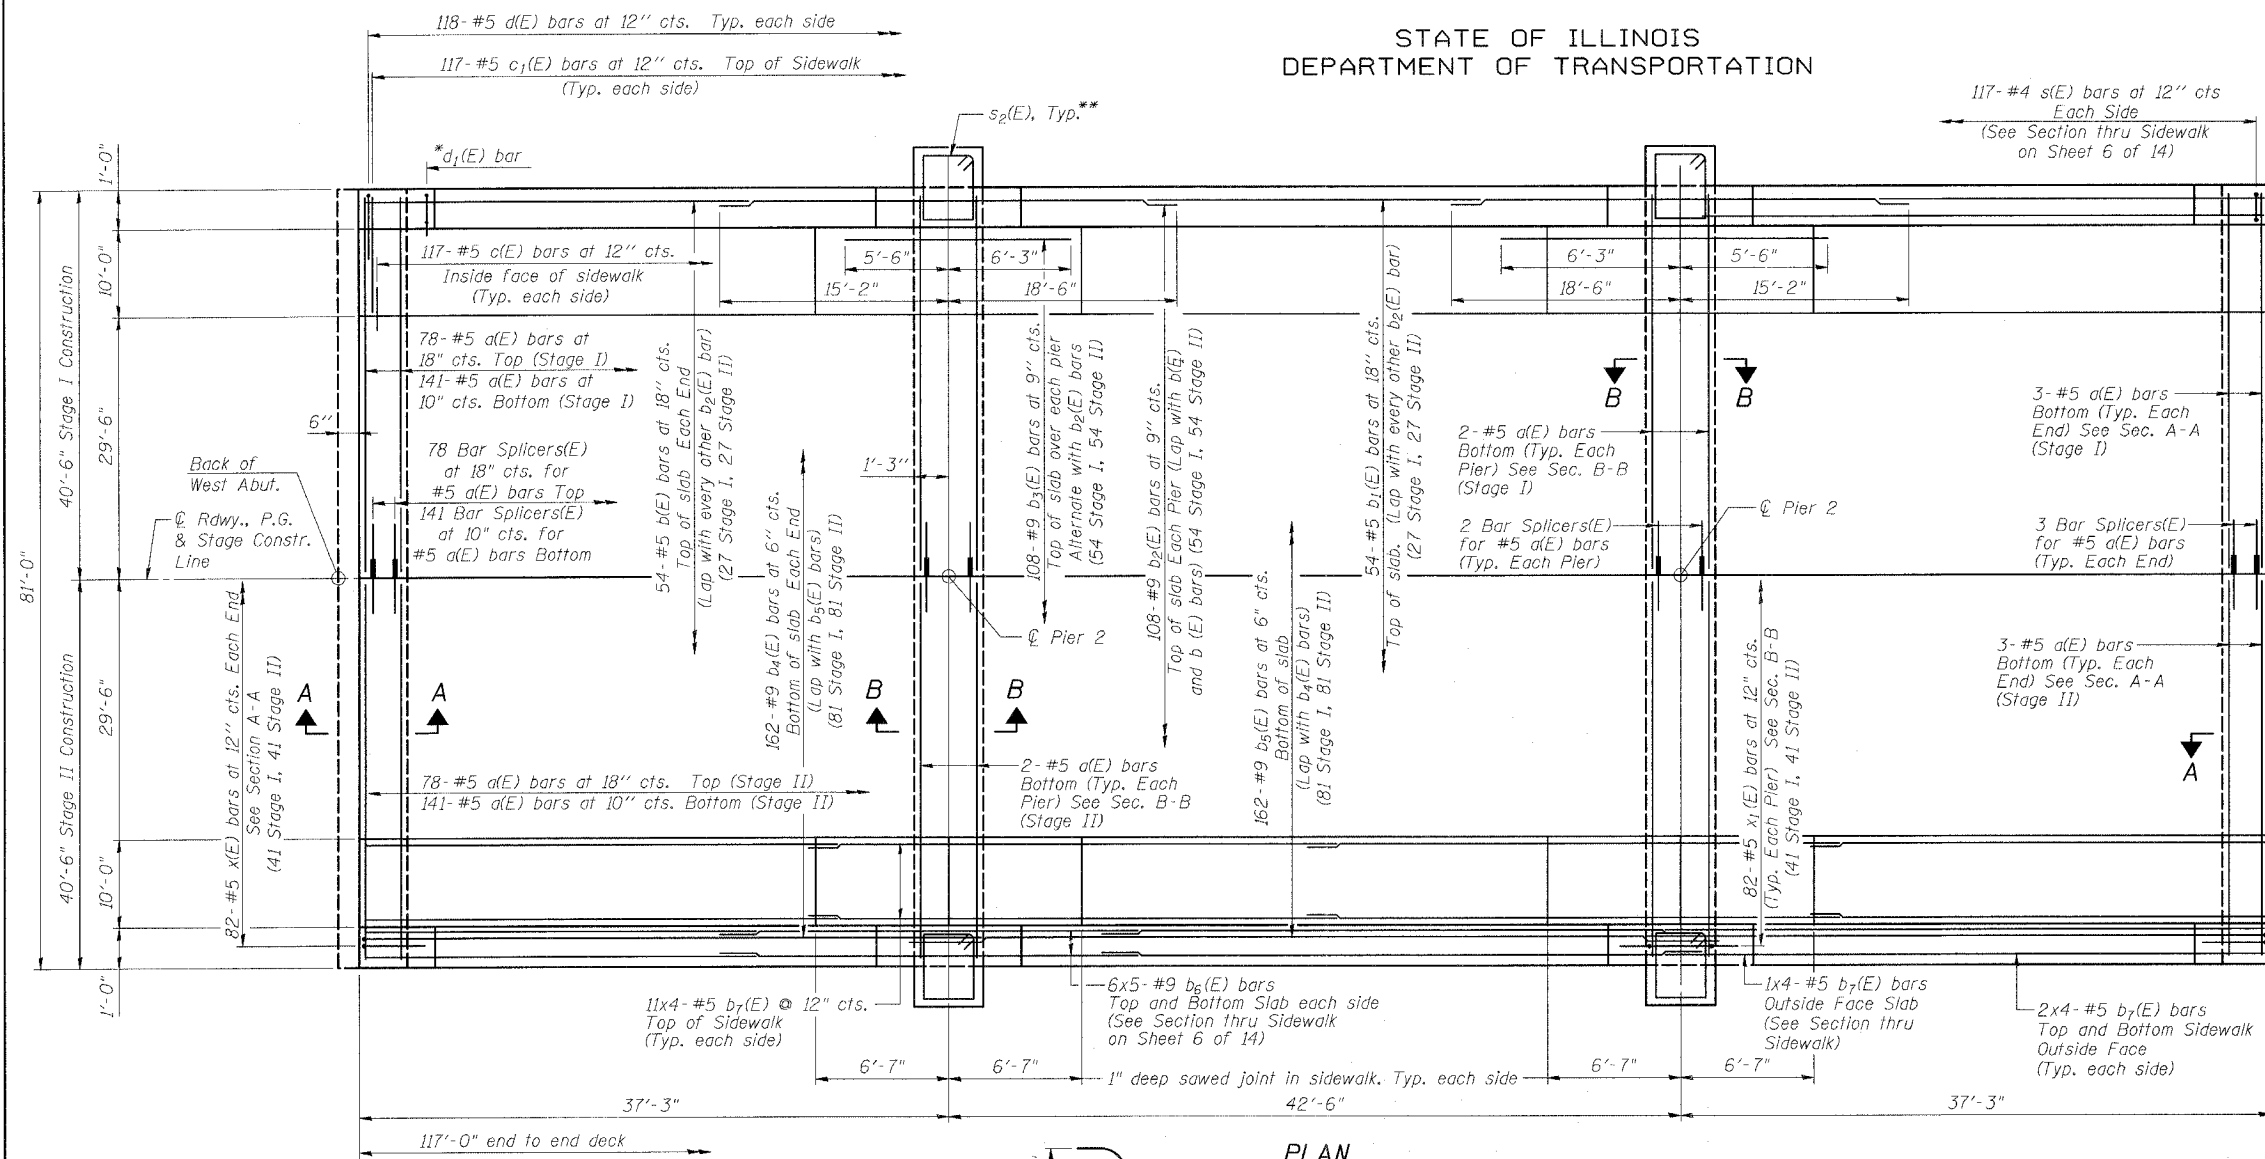 STATE OF ILLINOIS
DEPARTMENT OF TRANSPORTATION
118-#5 d(E) bars at 12" cts. Typ. each side
117-#5 c₁(E) bars at 12" cts. Top of Sidewalk
(Typ. each side)
s₂(E), Typ.**
117-#4 s(E) bars at 12" cts
Each Side
(See Section thru Sidewalk
on Sheet 6 of 14)
*d₁(E) bar
1'-0"
10'-0"
29'-6"
40'-6" Stage I Construction
81'-0"
40'-6" Stage II Construction
29'-6"
10'-0"
1'-0"
117-#5 c(E) bars at 12" cts.
Inside face of sidewalk
(Typ. each side)
5'-6"
6'-3"
15'-2"
18'-6"
6'-3"
5'-6"
18'-6"
15'-2"
78-#5 a(E) bars at
18" cts. Top (Stage I)
141-#5 a(E) bars at
10" cts. Bottom (Stage I)
6"
78 Bar Splicers(E)
at 18" cts. for
#5 a(E) bars Top
141 Bar Splicers(E)
at 10" cts. for
#5 a(E) bars Bottom
Back of
West Abut.
℄ Rdwy., P.G.
& Stage Constr.
Line
54-#5 b(E) bars at 18" cts.
Top of slab Each End
(Lap with every other b₂(E) bar)
(27 Stage I, 27 Stage II)
162-#9 b₄(E) bars at 6" cts.
Bottom of slab Each End
(Lap with b₅(E) bars)
(81 Stage I, 81 Stage II)
1'-3"
108-#9 b₃(E) bars at 9" cts.
Top of slab over each pier
Alternate with b₂(E) bars
(54 Stage I, 54 Stage II)
108-#9 b₂(E) bars at 9" cts.
Top of slab Each Pier (Lap with b(E)
and b (E) bars) (54 Stage I, 54 Stage II)
54-#5 b₁(E) bars at 18" cts.
Top of slab. (Lap with every other b₂(E) bar)
(27 Stage I, 27 Stage II)
162-#9 b₅(E) bars at 6" cts.
Bottom of slab
(Lap with b₄(E) bars)
(81 Stage I, 81 Stage II)
B
B
2-#5 a(E) bars
Bottom (Typ. Each
Pier) See Sec. B-B
(Stage I)
2 Bar Splicers(E)
for #5 a(E) bars
(Typ. Each Pier)
℄ Pier 2
℄ Pier 2
3-#5 a(E) bars
Bottom (Typ. Each
End) See Sec. A-A
(Stage I)
3 Bar Splicers(E)
for #5 a(E) bars
(Typ. Each End)
3-#5 a(E) bars
Bottom (Typ. Each
End) See Sec. A-A
(Stage II)
82-#5 x(E) bars at 12" cts. Each End
See Section A-A
(41 Stage I, 41 Stage II)
A
A
B
B
A
78-#5 a(E) bars at 18" cts. Top (Stage II)
141-#5 a(E) bars at 10" cts. Bottom (Stage II)
2-#5 a(E) bars
Bottom (Typ. Each
Pier) See Sec. B-B
(Stage II)
82-#5 x₁(E) bars at 12" cts.
(Typ. Each Pier) See Sec. B-B
(41 Stage I, 41 Stage II)
11x4-#5 b₇(E) @ 12" cts.
Top of Sidewalk
(Typ. each side)
6x5-#9 b₆(E) bars
Top and Bottom Slab each side
(See Section thru Sidewalk
on Sheet 6 of 14)
1x4-#5 b₇(E) bars
Outside Face Slab
(See Section thru
Sidewalk)
2x4-#5 b₇(E) bars
Top and Bottom Sidewalk
Outside Face
(Typ. each side)
6'-7"
6'-7"
1" deep sawed joint in sidewalk. Typ. each side
6'-7"
6'-7"
37'-3"
42'-6"
37'-3"
117'-0" end to end deck
PLAN